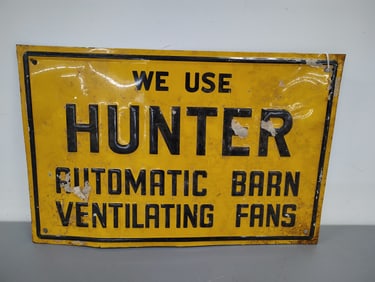 WE USE
HUNTER
AUTOMATIC BARN
VENTILATING FANS